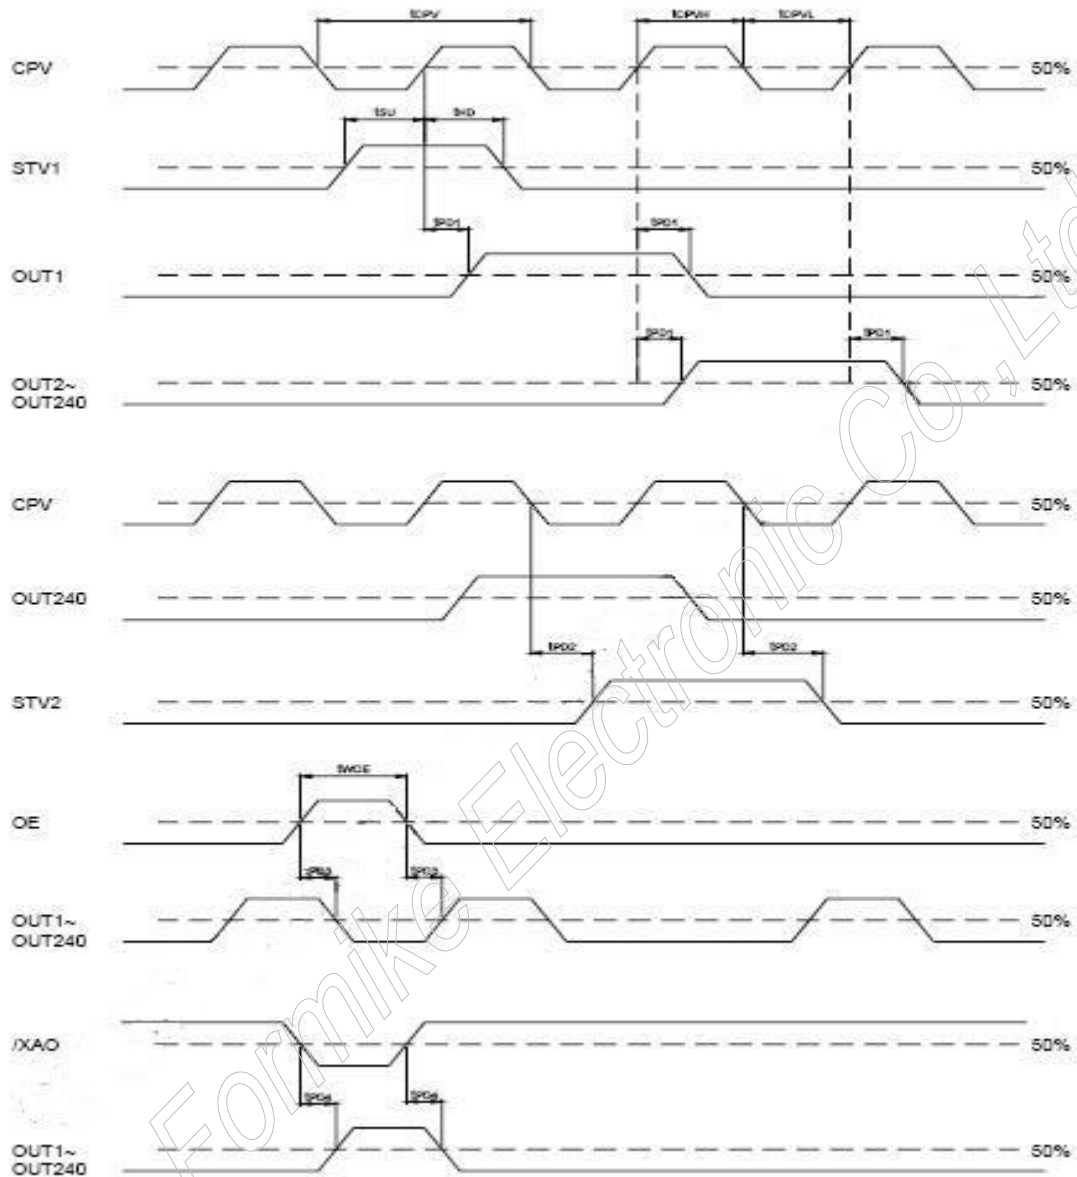 tCPV
tCPVH
tCPVL
CPV
50%
tSU
tHD
STV1
50%
tPD1
tPD1
OUT1
50%
tPD1
tPD1
OUT2~
OUT240
50%
CPV
50%
OUT240
50%
tPD2
tPD2
STV2
50%
tWOE
OE
50%
tPD3
tPD3
OUT1~
OUT240
50%
/XAO
50%
tPD4
tPD4
OUT1~
OUT240
50%
Formike Electronic Co.,Ltd